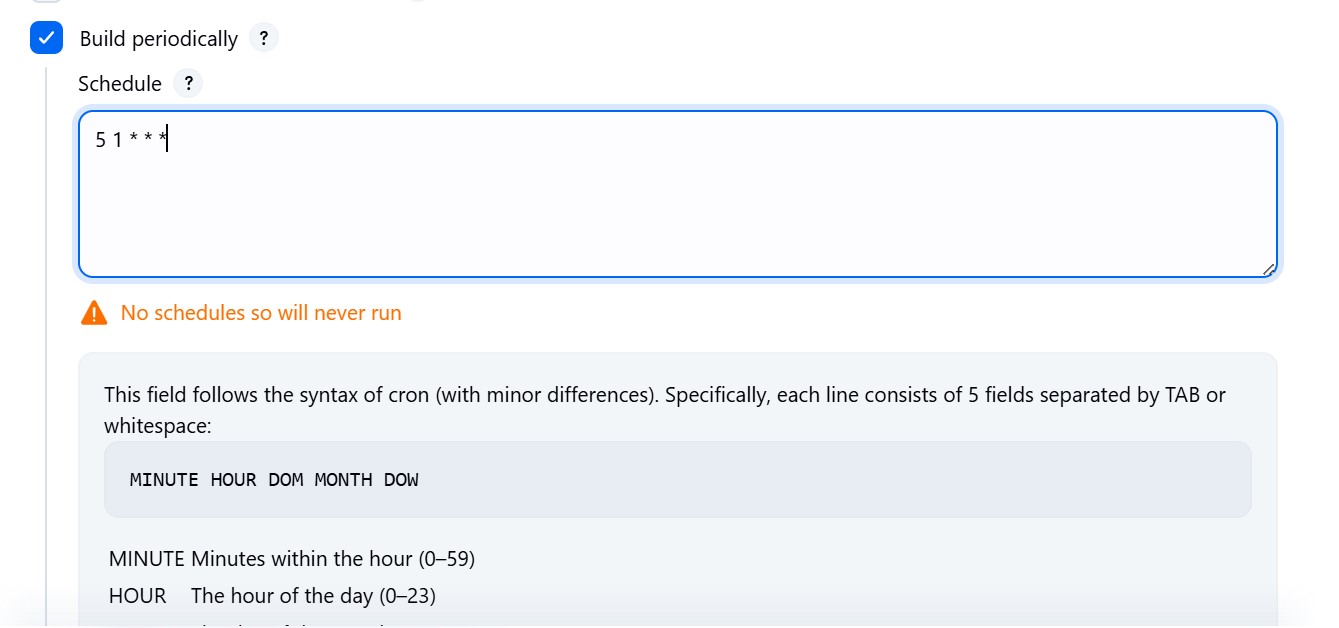 Build periodically ?
Schedule ?
5 1 * * *
No schedules so will never run
This field follows the syntax of cron (with minor differences). Specifically, each line consists of 5 fields separated by TAB or
whitespace:
MINUTE HOUR DOM MONTH DOW
MINUTE Minutes within the hour (0–59)
HOUR The hour of the day (0–23)